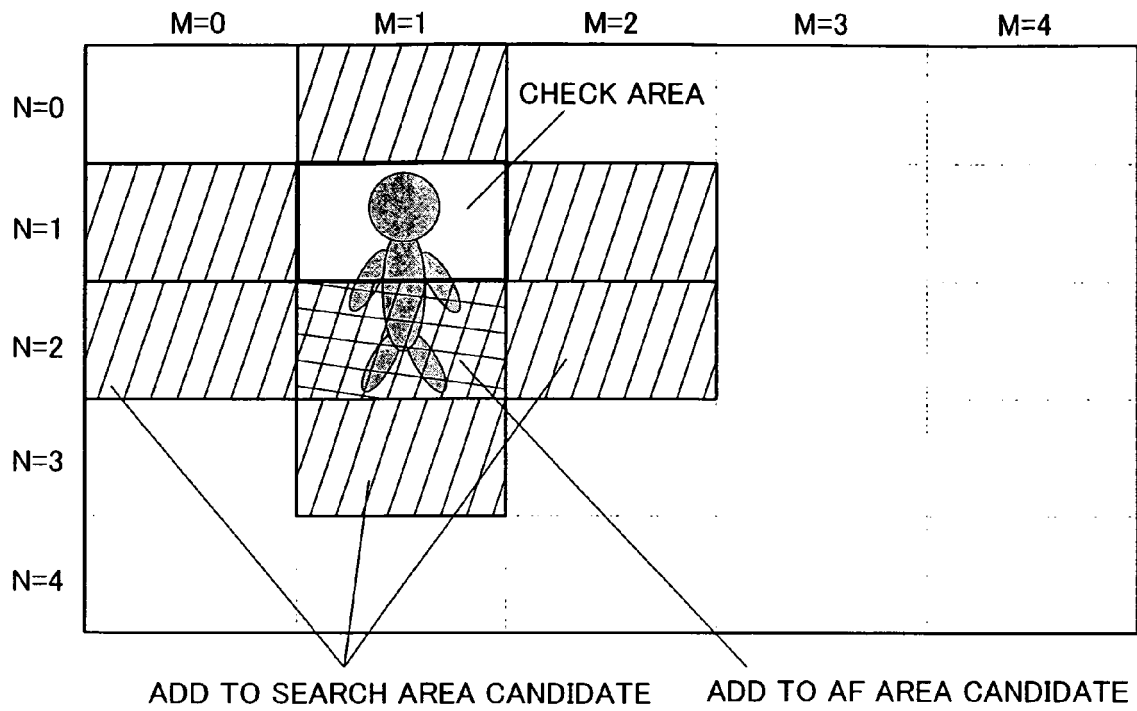 M=0 M=1 M=2 M=3 M=4
N=0
CHECK AREA
N=1
N=2
N=3
N=4
ADD TO SEARCH AREA CANDIDATE ADD TO AF AREA CANDIDATE